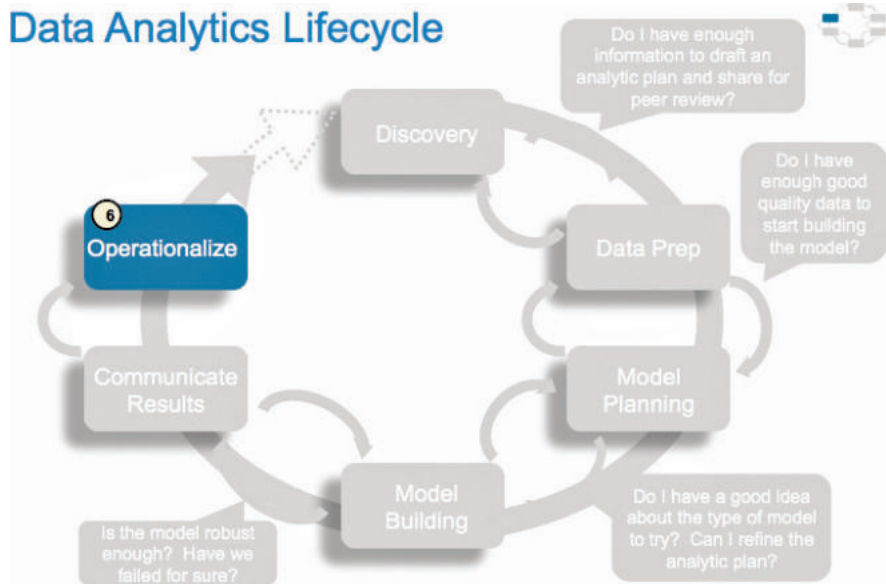 Data Analytics Lifecycle
Do I have enough
information to draft an
analytic plan and share for
peer review?
Discovery
Do I have
enough good
quality data to
start building
the model?
6
Operationalize
Data Prep
Communicate
Results
Model
Planning
Model
Building
Is the model robust
enough? Have we
failed for sure?
Do I have a good idea
about the type of model
to try? Can I refine the
analytic plan?